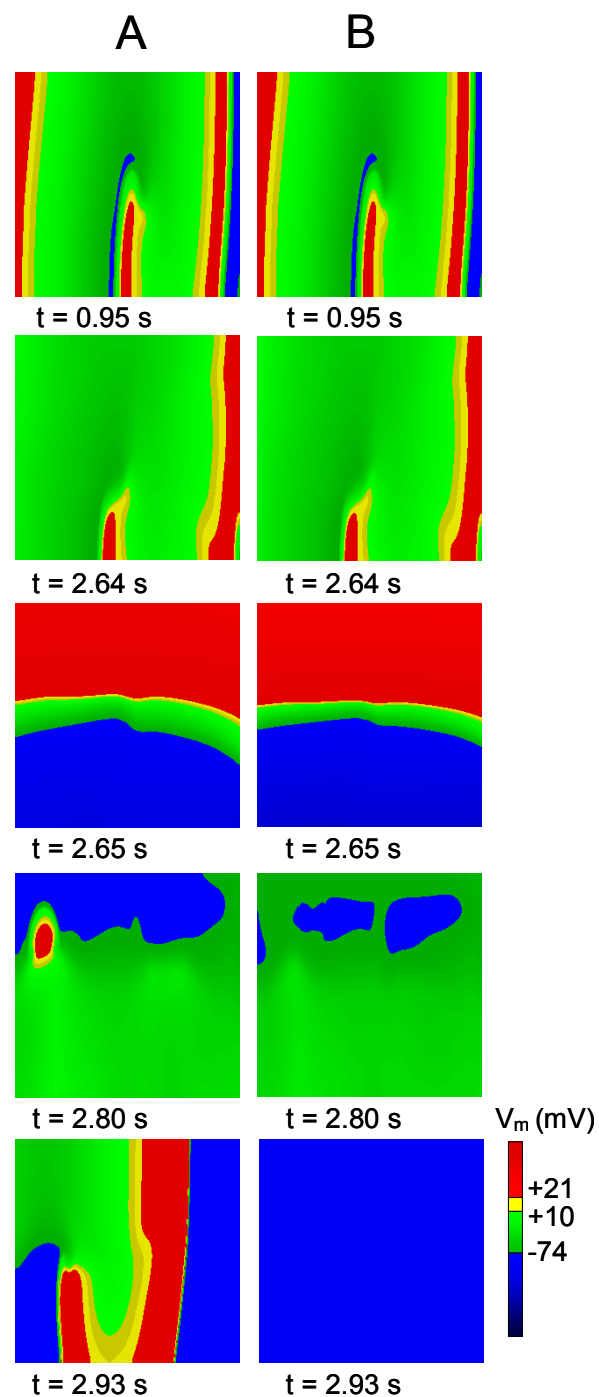 A B
t = 0.95 s t = 0.95 s
t = 2.64 s t = 2.64 s
t = 2.65 s t = 2.65 s
t = 2.80 s t = 2.80 s
Vm (mV)
+21
+10
-74
t = 2.93 s t = 2.93 s